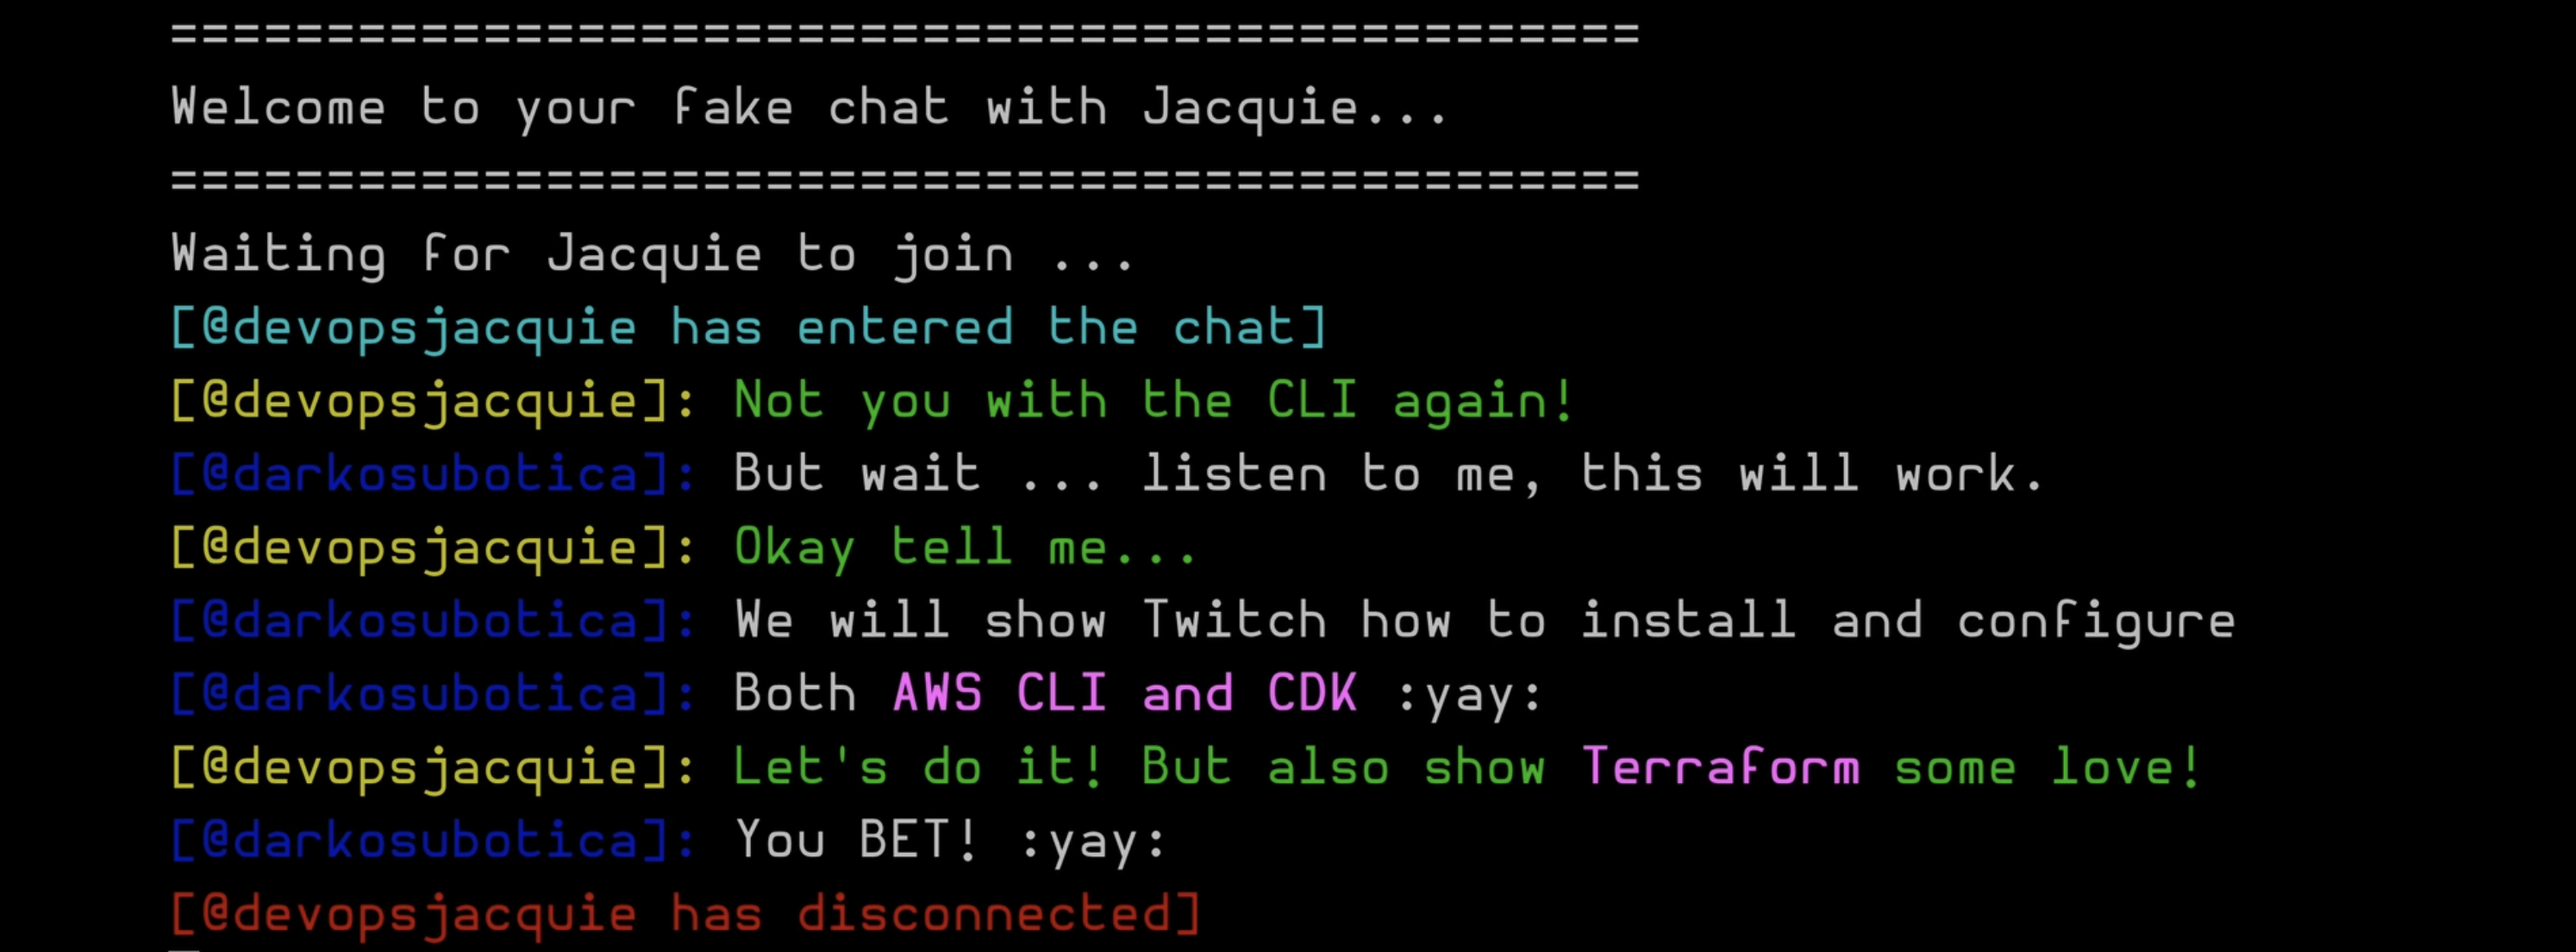 ===============================================
Welcome to your fake chat with Jacquie...
===============================================
Waiting for Jacquie to join ...
[@devopsjacquie has entered the chat]
[@devopsjacquie]: Not you with the CLI again!
[@darkosubotica]: But wait ... listen to me, this will work.
[@devopsjacquie]: Okay tell me...
[@darkosubotica]: We will show Twitch how to install and configure
[@darkosubotica]: Both AWS CLI and CDK :yay:
[@devopsjacquie]: Let's do it! But also show Terraform some love!
[@darkosubotica]: You BET! :yay:
[@devopsjacquie has disconnected]